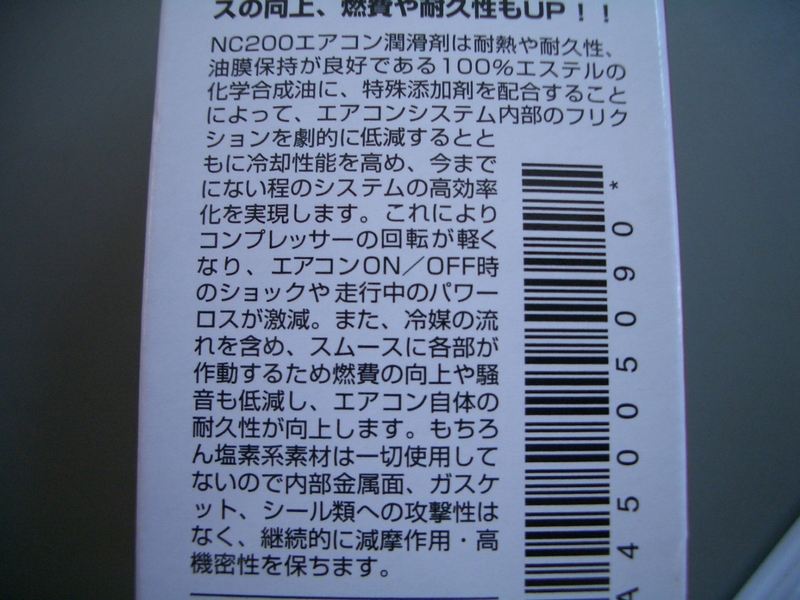 スの向上、燃費や耐久性もUP！！
NC200エアコン潤滑剤は耐熱や耐久性、
油膜保持が良好である100%エステルの
化学合成油に、特殊添加剤を配合すること
によって、エアコンシステム内部のフリク
ションを劇的に低減するとと
もに冷却性能を高め、今まで
にない程のシステムの高効率
化を実現します。これにより
コンプレッサーの回転が軽く
なり、エアコンON／OFF時
のショックや走行中のパワー
ロスが激減。また、冷媒の流
れを含め、スムースに各部が
作動するため燃費の向上や騒
音も低減し、エアコン自体の
耐久性が向上します。もちろ
ん塩素系素材は一切使用して
ないので内部金属面、ガスケ
ット、シール類への攻撃性は
なく、継続的に減摩作用・高
機密性を保ちます。
A45005090*